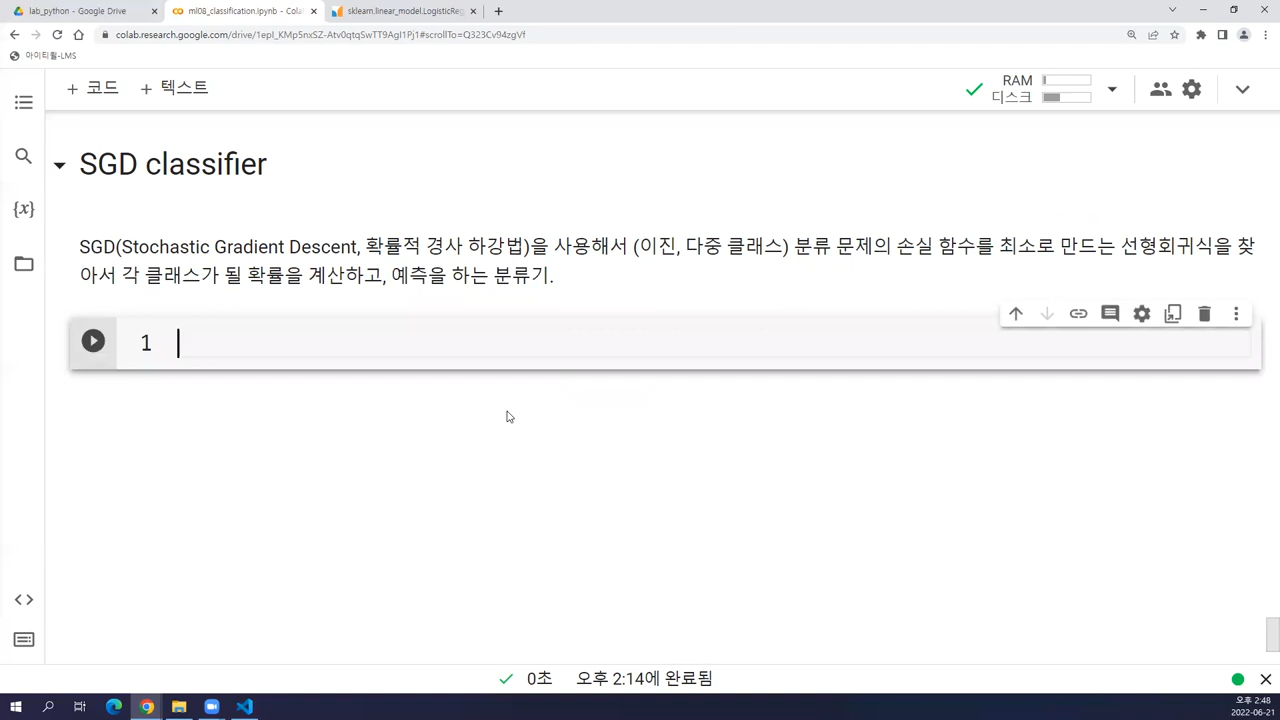 lab_python - Google Drive
ml08_classification.ipynb - Colab
sklearn.linear_model.LogisticReg
colab.research.google.com/drive/1epI_KMp5nxSZ-Atv0qtqSwTT9AgI1Pj1#scrollTo=Q323Cv94zgVf
아이티윌-LMS
+ 코드 + 텍스트
RAM
디스크
SGD classifier
SGD(Stochastic Gradient Descent, 확률적 경사 하강법)을 사용해서 (이진, 다중 클래스) 분류 문제의 손실 함수를 최소로 만드는 선형회귀식을 찾
아서 각 클래스가 될 확률을 계산하고, 예측을 하는 분류기.
1
0초 오후 2:14에 완료됨
오후 2:48
2022-06-21